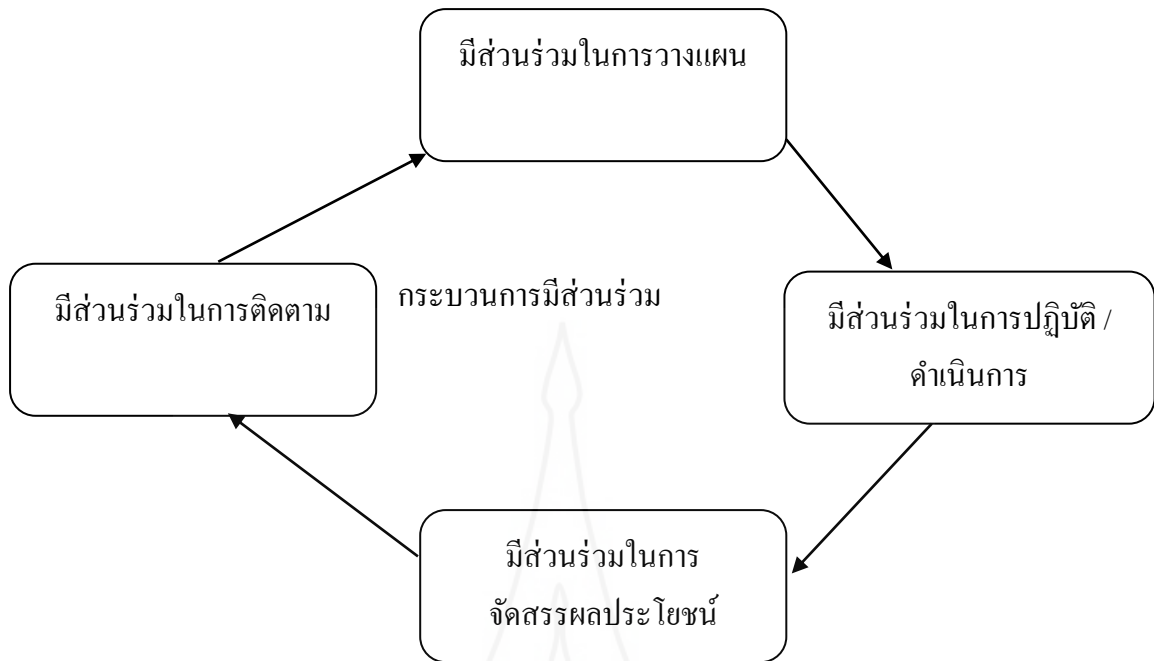 มีส่วนร่วมในการวางแผน
มีส่วนร่วมในการติดตาม
กระบวนการมีส่วนร่วม
มีส่วนร่วมในการปฏิบัติ /
ดำเนินการ
มีส่วนร่วมในการ
จัดสรรผลประโยชน์